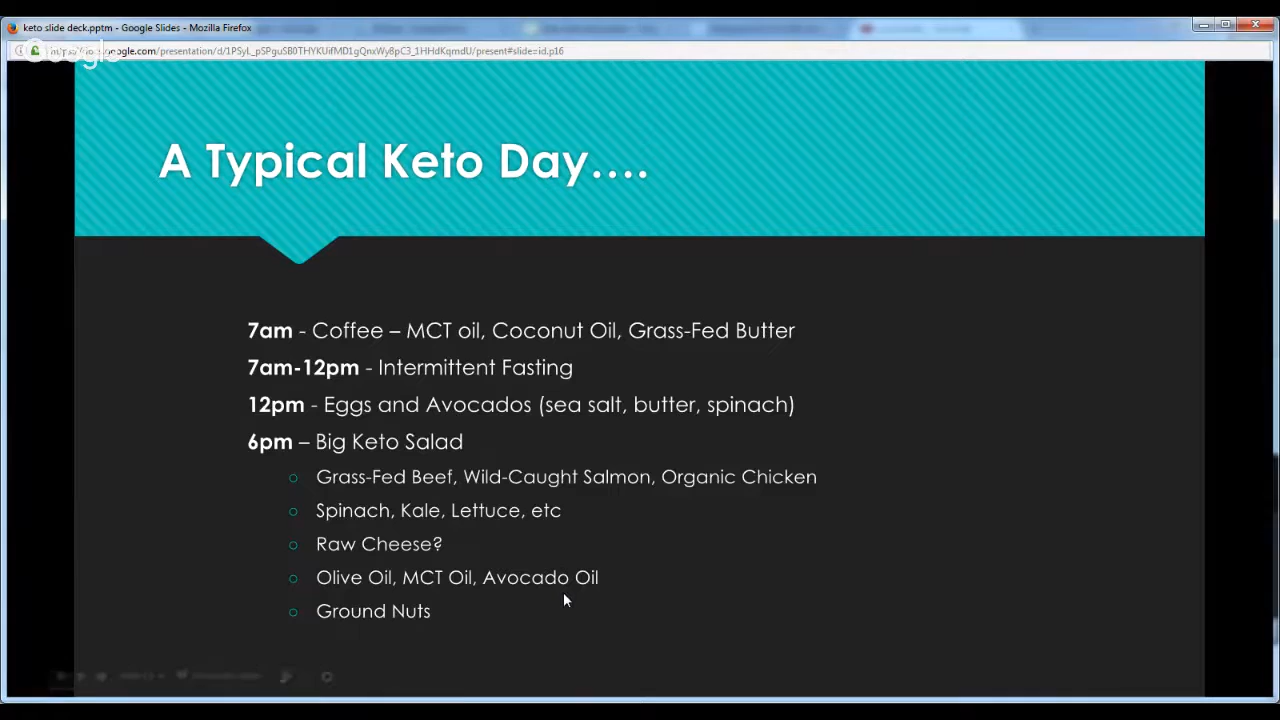 keto slide deck.pptm - Google Slides - Mozilla Firefox
Google
A Typical Keto Day....
7am - Coffee – MCT oil, Coconut Oil, Grass-Fed Butter
7am-12pm - Intermittent Fasting
12pm - Eggs and Avocados (sea salt, butter, spinach)
6pm – Big Keto Salad
Grass-Fed Beef, Wild-Caught Salmon, Organic Chicken
Spinach, Kale, Lettuce, etc
Raw Cheese?
Olive Oil, MCT Oil, Avocado Oil
Ground Nuts